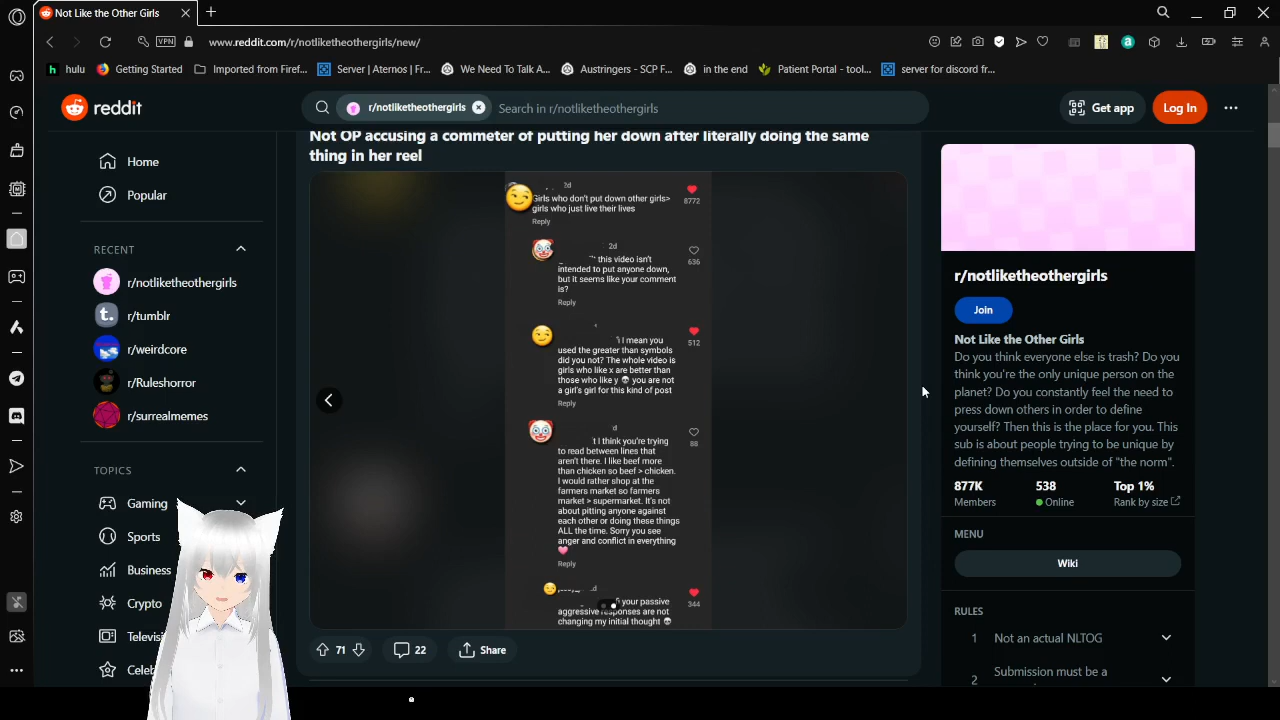 Not Like the Other Girls
VPN
www.reddit.com/r/notliketheothergirls/new/
hulu
Getting Started
Imported from Firef...
Server | Aternos | Fr...
We Need To Talk A...
Austringers - SCP F...
in the end
Patient Portal - tool...
server for discord fr...
reddit
r/notliketheothergirls
Search in r/notliketheothergirls
Get app
Log In
Home
Popular
RECENT
r/notliketheothergirls
r/tumblr
r/weirdcore
r/Ruleshorror
r/surrealmemes
TOPICS
Gaming
Sports
Business
Crypto
Televisi
Celeb
Not OP accusing a commeter of putting her down after literally doing the same
thing in her reel
2d
Girls who don't put down other girls>
girls who just live their lives
8772
Reply
2d
this video isn't
intended to put anyone down,
but it seems like your comment
is?
636
Reply
I mean you
used the greater than symbols
did you not? The whole video is
girls who like x are better than
those who like y 💀 you are not
a girl's girl for this kind of post
512
Reply
I think you're trying
to read between lines that
aren't there. I like beef more
than chicken so beef > chicken.
I would rather shop at the
farmers market so farmers
market > supermarket. It's not
about pitting anyone against
each other or doing these things
ALL the time. Sorry you see
anger and conflict in everything
88
Reply
your passive
aggressive responses are not
changing my initial thought 💀
344
71
22
Share
r/notliketheothergirls
Join
Not Like the Other Girls
Do you think everyone else is trash? Do you
think you're the only unique person on the
planet? Do you constantly feel the need to
press down others in order to define
yourself? Then this is the place for you. This
sub is about people trying to be unique by
defining themselves outside of "the norm".
877K
Members
538
Online
Top 1%
Rank by size
MENU
Wiki
RULES
1 Not an actual NLTOG
2 Submission must be a